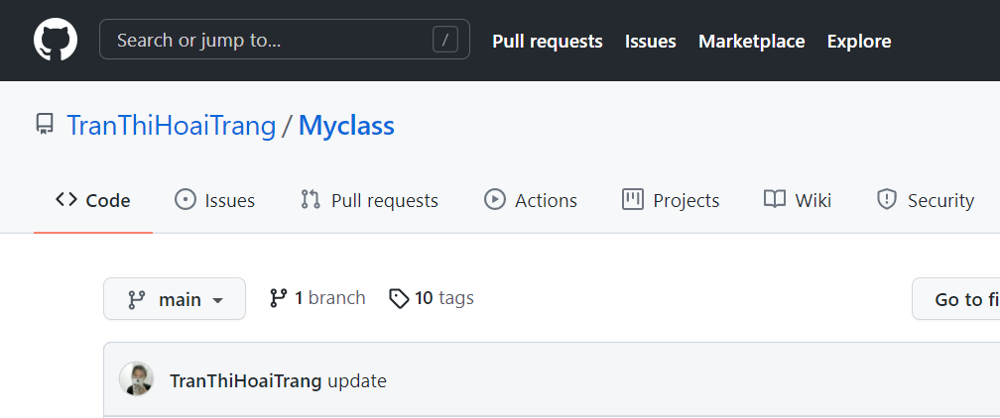 Search or jump to... / Pull requests Issues Marketplace Explore
TranThiHoaiTrang / Myclass
Code Issues Pull requests Actions Projects Wiki Security
main 1 branch 10 tags Go to fi
TranThiHoaiTrang update